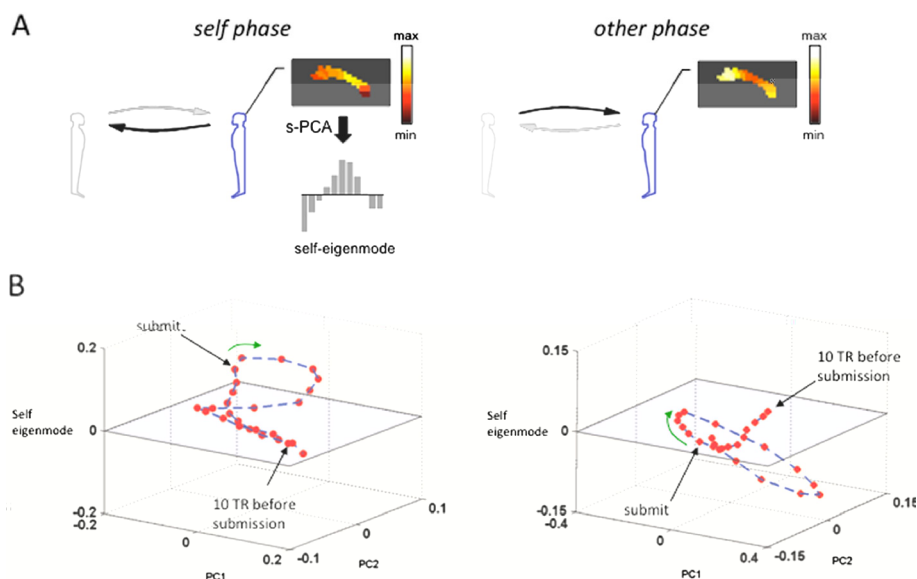 A
self phase
other phase
max
min
s-PCA
self-eigenmode
max
min
B
submit
0.2
Self
eigenmode
0
-0.2
-0.2
0
0.2
PC1
-0.1
0
0.1
PC2
10 TR before
submission
0.15
Self
eigenmode
0
-0.15
-0.4
0
0.4
PC1
-0.15
0
0.15
PC2
10 TR before
submission
submit